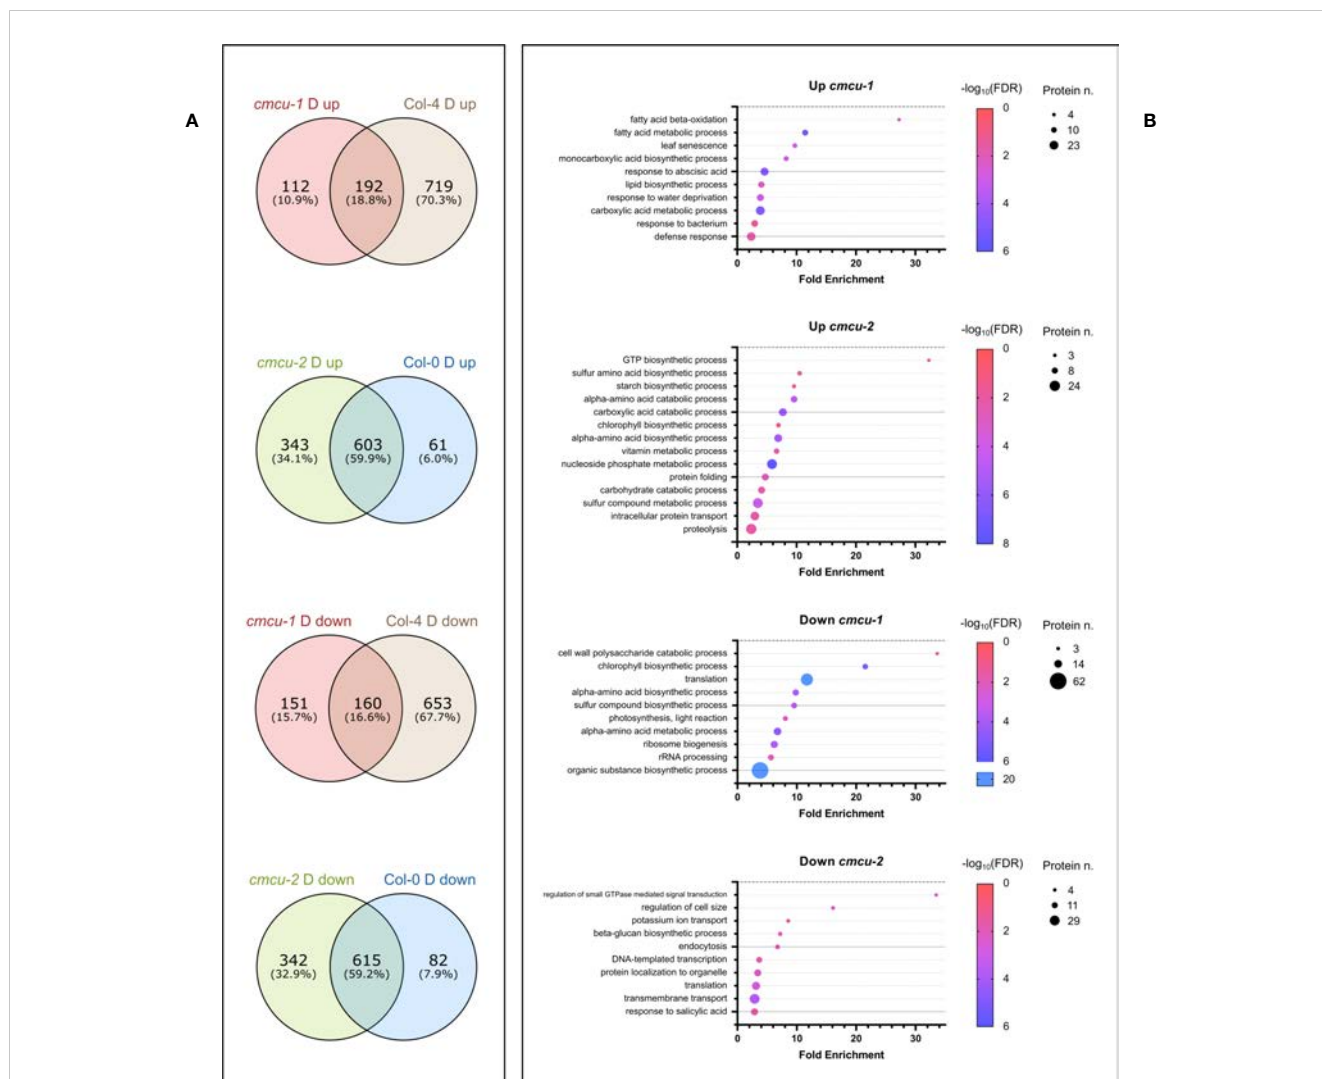 A
B
cmcu-1 D up
Col-4 D up
112
(10.9%)
192
(18.8%)
719
(70.3%)
cmcu-2 D up
Col-0 D up
343
(34.1%)
603
(59.9%)
61
(6.0%)
cmcu-1 D down
Col-4 D down
151
(15.7%)
160
(16.6%)
653
(67.7%)
cmcu-2 D down
Col-0 D down
342
(32.9%)
615
(59.2%)
82
(7.9%)
Up cmcu-1
fatty acid beta-oxidation
fatty acid metabolic process
leaf senescence
monocarboxylic acid biosynthetic process
response to abscisic acid
lipid biosynthetic process
response to water deprivation
carboxylic acid metabolic process
response to bacterium
defense response
0 10 20 30
Fold Enrichment
-log10(FDR)
0
2
4
6
Protein n.
4
10
23
Up cmcu-2
GTP biosynthetic process
sulfur amino acid biosynthetic process
starch biosynthetic process
alpha-amino acid catabolic process
carboxylic acid catabolic process
chlorophyll biosynthetic process
alpha-amino acid biosynthetic process
vitamin metabolic process
nucleoside phosphate metabolic process
protein folding
carbohydrate catabolic process
sulfur compound metabolic process
intracellular protein transport
proteolysis
0 10 20 30
Fold Enrichment
-log10(FDR)
0
2
4
6
8
Protein n.
3
8
24
Down cmcu-1
cell wall polysaccharide catabolic process
chlorophyll biosynthetic process
translation
alpha-amino acid biosynthetic process
sulfur compound biosynthetic process
photosynthesis, light reaction
alpha-amino acid metabolic process
ribosome biogenesis
rRNA processing
organic substance biosynthetic process
0 10 20 30
Fold Enrichment
-log10(FDR)
0
2
4
6
20
Protein n.
3
14
62
Down cmcu-2
regulation of small GTPase mediated signal transduction
regulation of cell size
potassium ion transport
beta-glucan biosynthetic process
endocytosis
DNA-templated transcription
protein localization to organelle
translation
transmembrane transport
response to salicylic acid
0 10 20 30
Fold Enrichment
-log10(FDR)
0
2
4
6
Protein n.
4
11
29